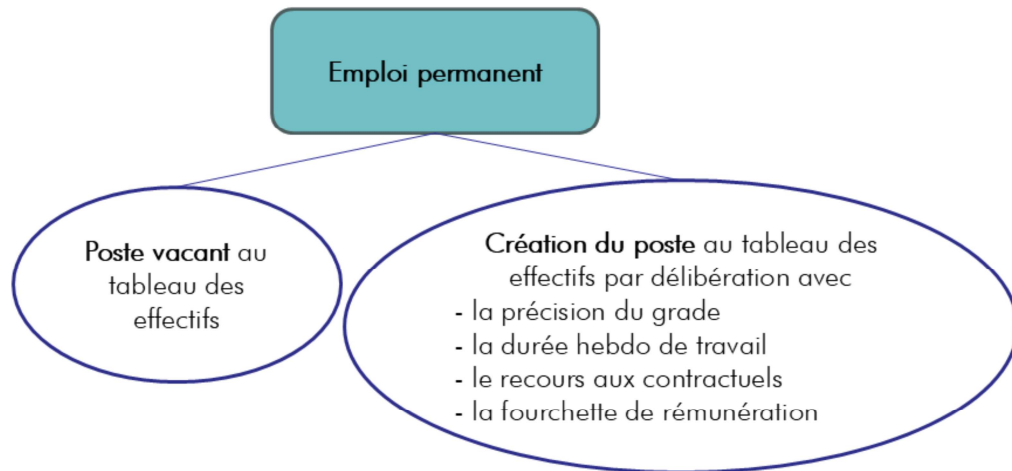 Emploi permanent
Poste vacant au
tableau des
effectifs
Création du poste au tableau des
effectifs par délibération avec
- la précision du grade
- la durée hebdo de travail
- le recours aux contractuels
- la fourchette de rémunération